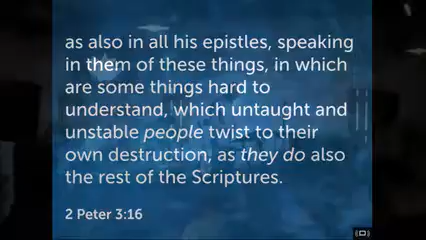 as also in all his epistles, speaking
in them of these things, in which
are some things hard to
understand, which untaught and
unstable people twist to their
own destruction, as they do also
the rest of the Scriptures.
2 Peter 3:16